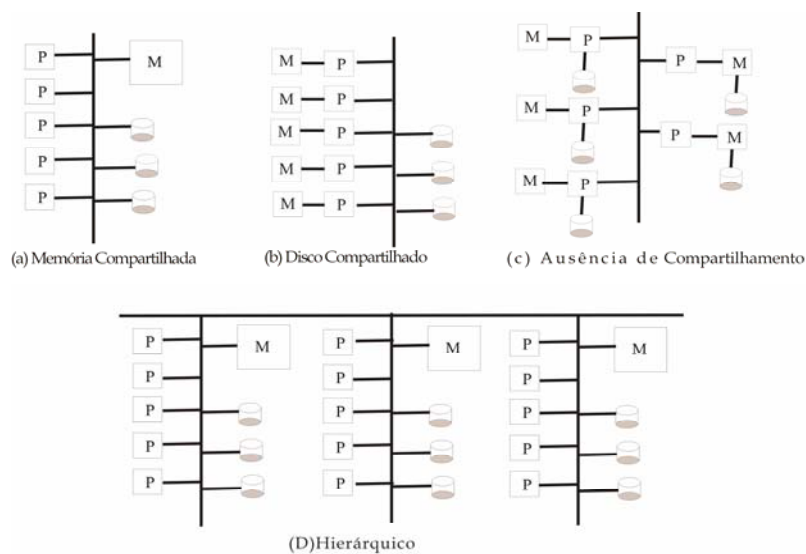 P M
P
P
P
P
(a) Memória Compartilhada
M P
M P
M P
M P
M P
(b) Disco Compartilhado
M P
P M
M P
P M
M P
(c) Ausência de Compartilhamento
P M
P
P
P
P
P M
P
P
P
P
P M
P
P
P
P
(D)Hierárquico